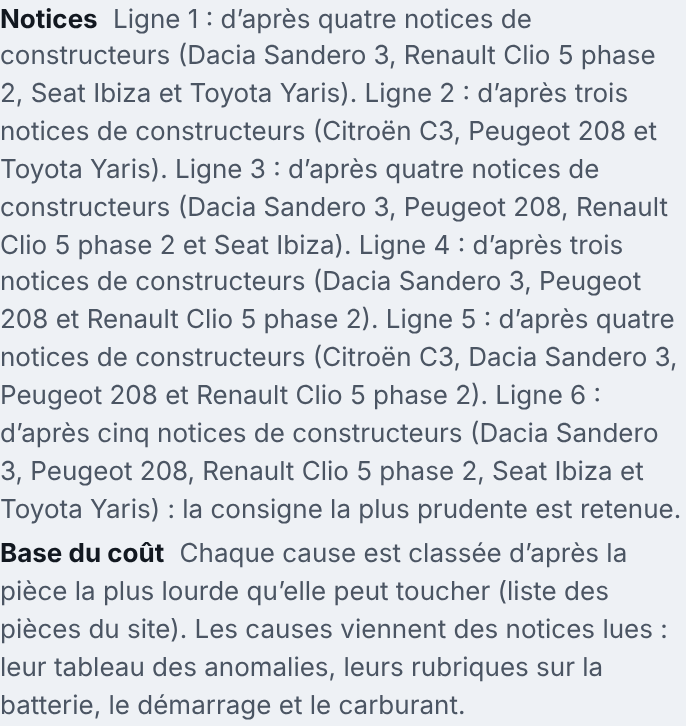 Notices Ligne 1 : d’après quatre notices de
constructeurs (Dacia Sandero 3, Renault Clio 5 phase
2, Seat Ibiza et Toyota Yaris). Ligne 2 : d’après trois
notices de constructeurs (Citroën C3, Peugeot 208 et
Toyota Yaris). Ligne 3 : d’après quatre notices de
constructeurs (Dacia Sandero 3, Peugeot 208, Renault
Clio 5 phase 2 et Seat Ibiza). Ligne 4 : d’après trois
notices de constructeurs (Dacia Sandero 3, Peugeot
208 et Renault Clio 5 phase 2). Ligne 5 : d’après quatre
notices de constructeurs (Citroën C3, Dacia Sandero 3,
Peugeot 208 et Renault Clio 5 phase 2). Ligne 6 :
d’après cinq notices de constructeurs (Dacia Sandero
3, Peugeot 208, Renault Clio 5 phase 2, Seat Ibiza et
Toyota Yaris) : la consigne la plus prudente est retenue.
Base du coût Chaque cause est classée d’après la
pièce la plus lourde qu’elle peut toucher (liste des
pièces du site). Les causes viennent des notices lues :
leur tableau des anomalies, leurs rubriques sur la
batterie, le démarrage et le carburant.